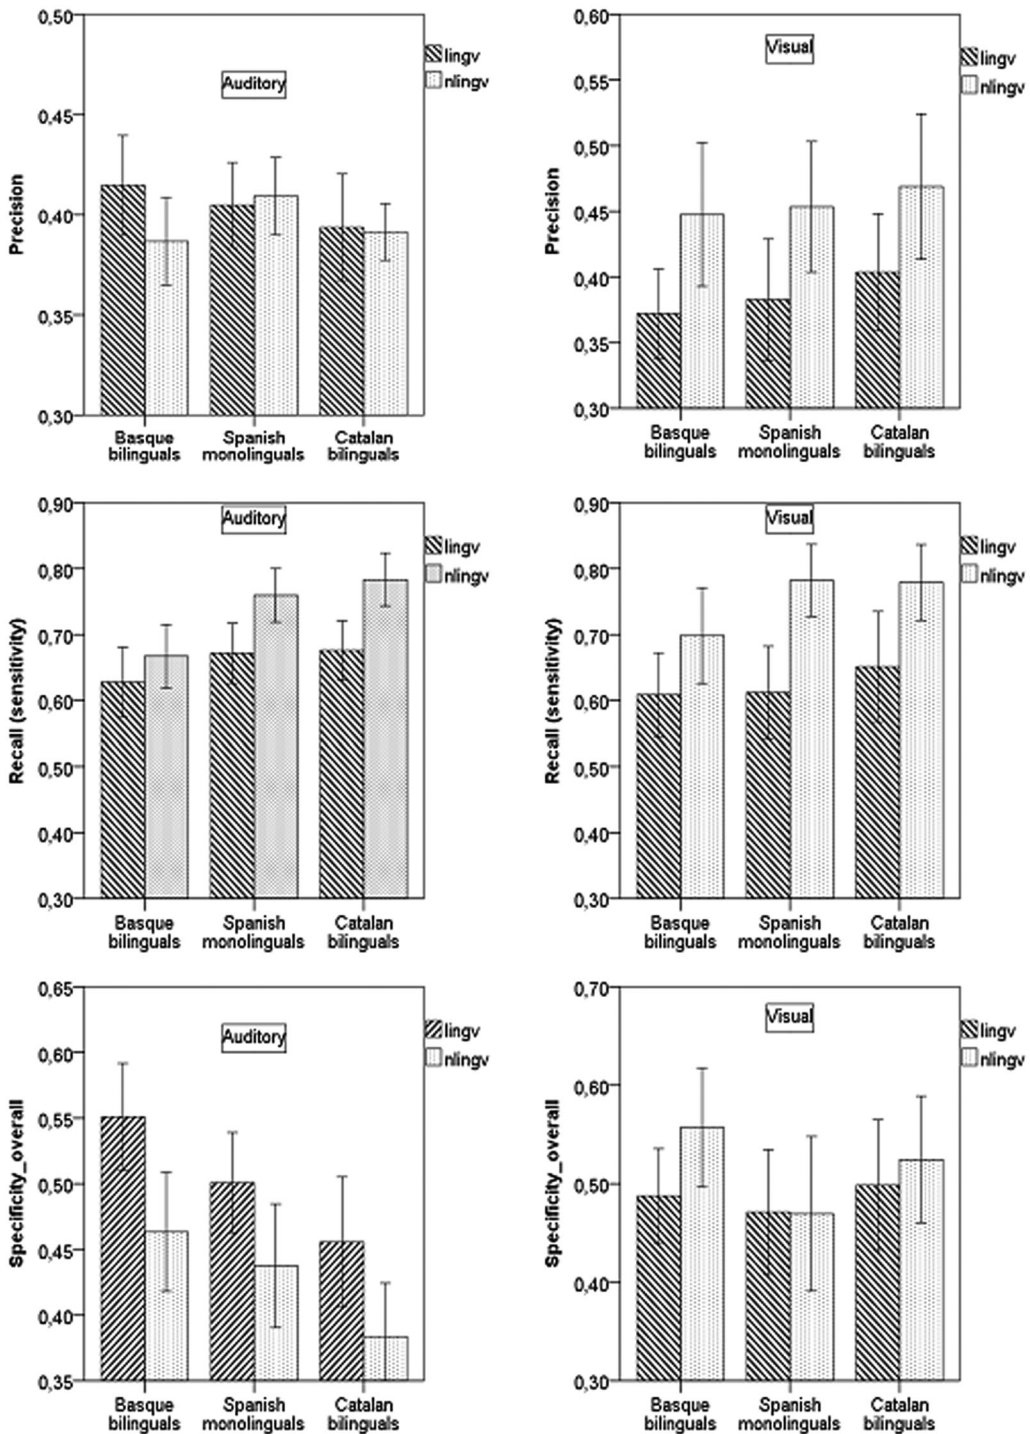 0,50
0,45
0,40
0,35
0,30
Precision
Auditory
lingv
nlingv
Basque bilinguals
Spanish monolinguals
Catalan bilinguals
0,60
0,55
0,50
0,45
0,40
0,35
0,30
Precision
Visual
lingv
nlingv
Basque bilinguals
Spanish monolinguals
Catalan bilinguals
0,90
0,80
0,70
0,60
0,50
0,40
0,30
Recall (sensitivity)
Auditory
lingv
nlingv
Basque bilinguals
Spanish monolinguals
Catalan bilinguals
0,90
0,80
0,70
0,60
0,50
0,40
0,30
Recall (sensitivity)
Visual
lingv
nlingv
Basque bilinguals
Spanish monolinguals
Catalan bilinguals
0,65
0,60
0,55
0,50
0,45
0,40
0,35
Specificity_overall
Auditory
lingv
nlingv
Basque bilinguals
Spanish monolinguals
Catalan bilinguals
0,70
0,60
0,50
0,40
0,30
Specificity_overall
Visual
lingv
nlingv
Basque bilinguals
Spanish monolinguals
Catalan bilinguals